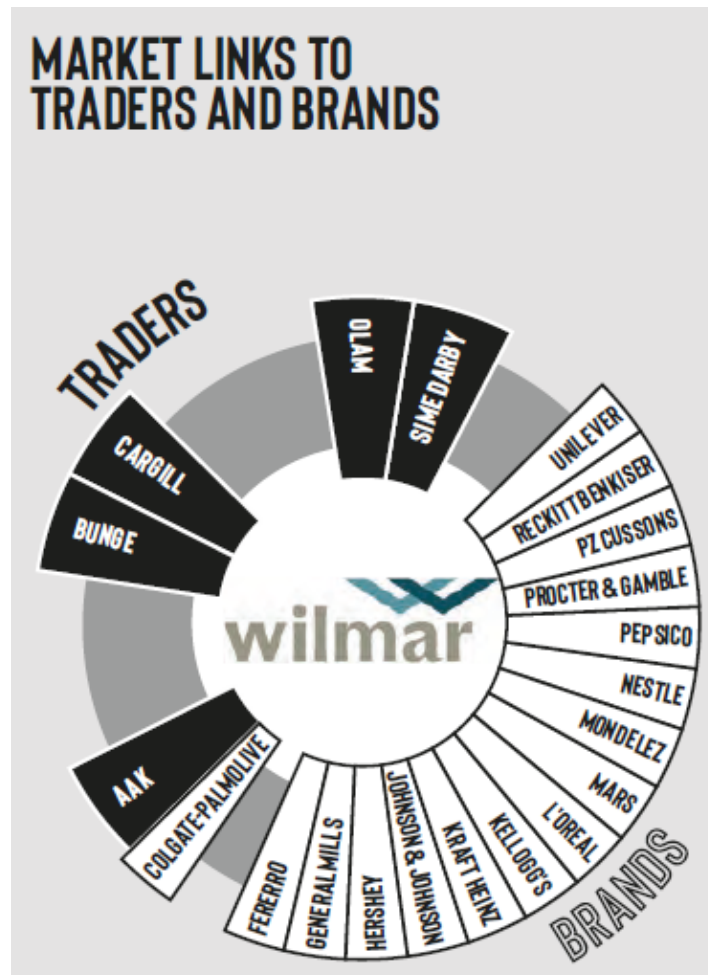 MARKET LINKS TO
TRADERS AND BRANDS
TRADERS
OLAM
SIME DARBY
CARGILL
BUNGE
AAK
wilmar
UNILEVER
RECKITT BENKISER
PZ CUSSONS
PROCTER & GAMBLE
PEPSICO
NESTLE
MONDELEZ
MARS
L'OREAL
KELLOGG'S
KRAFT HEINZ
JOHNSON & JOHNSON
HERSHEY
GENERAL MILLS
FERERRO
COLGATE-PALMOLIVE
BRANDS